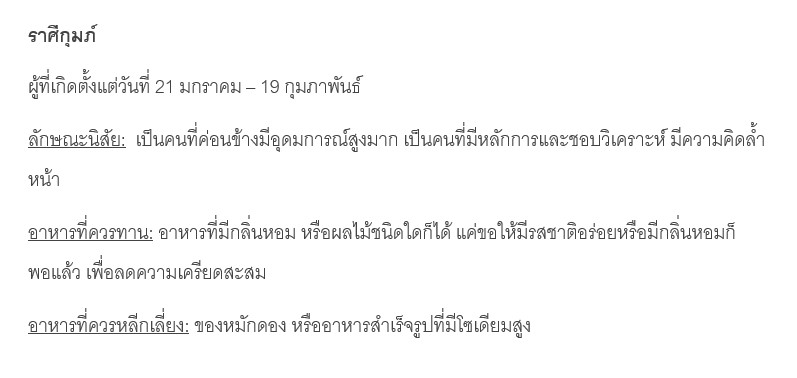 ราศีกุมภ์
ผู้ที่เกิดตั้งแต่วันที่ 21 มกราคม – 19 กุมภาพันธ์
ลักษณะนิสัย:  เป็นคนที่ค่อนข้างมีอุดมการณ์สูงมาก เป็นคนที่มีหลักการและชอบวิเคราะห์ มีความคิดล้ำ
หน้า
อาหารที่ควรทาน: อาหารที่มีกลิ่นหอม หรือผลไม้ชนิดใดก็ได้ แค่ขอให้มีรสชาติอร่อยหรือมีกลิ่นหอมก็
พอแล้ว เพื่อลดความเครียดสะสม
อาหารที่ควรหลีกเลี่ยง: ของหมักดอง หรืออาหารสำเร็จรูปที่มีโซเดียมสูง